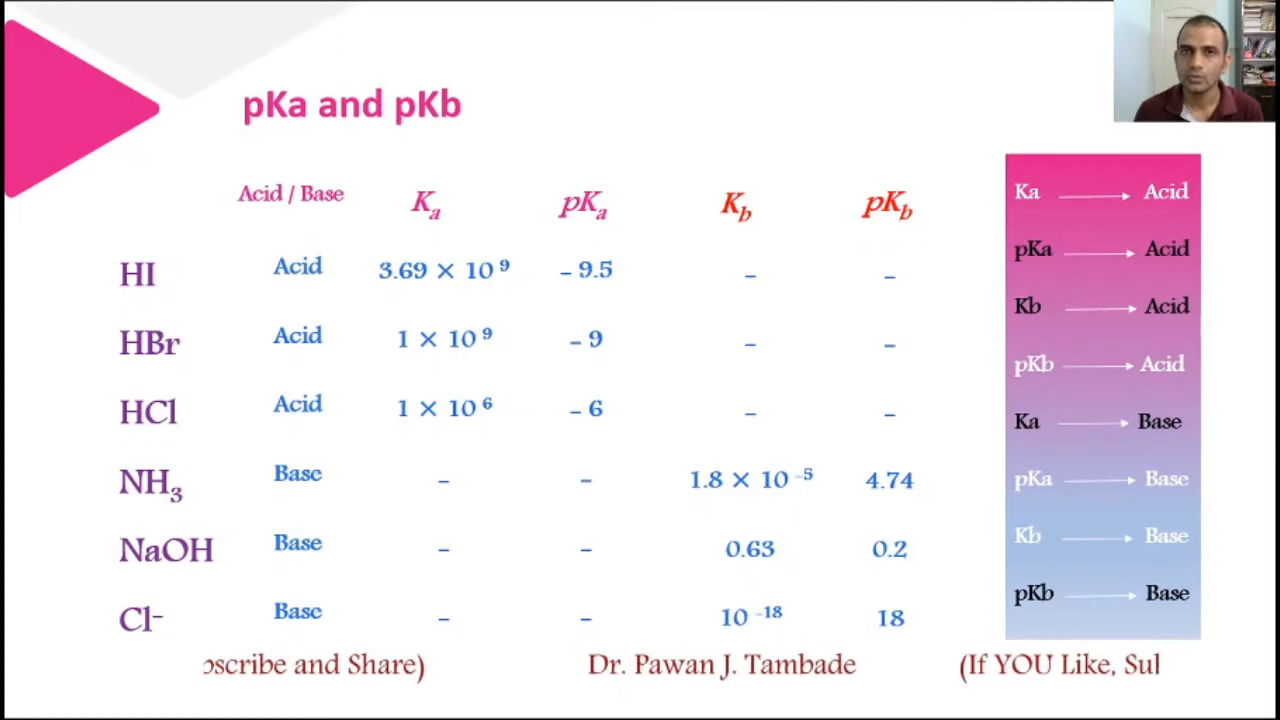 pKa and pKb
Acid / Base Kₐ pKₐ K_b pK_b
HI Acid 3.69 × 10⁹ – 9.5 – –
HBr Acid 1 × 10⁹ – 9 – –
HCl Acid 1 × 10⁶ – 6 – –
NH₃ Base – – 1.8 × 10⁻⁵ 4.74
NaOH Base – – 0.63 0.2
Cl⁻ Base – – 10⁻¹⁸ 18
Ka → Acid
pKa → Acid
Kb → Acid
pKb → Acid
Ka → Base
pKa → Base
Kb → Base
pKb → Base
bscribe and Share) Dr. Pawan J. Tambade (If YOU Like, Sul